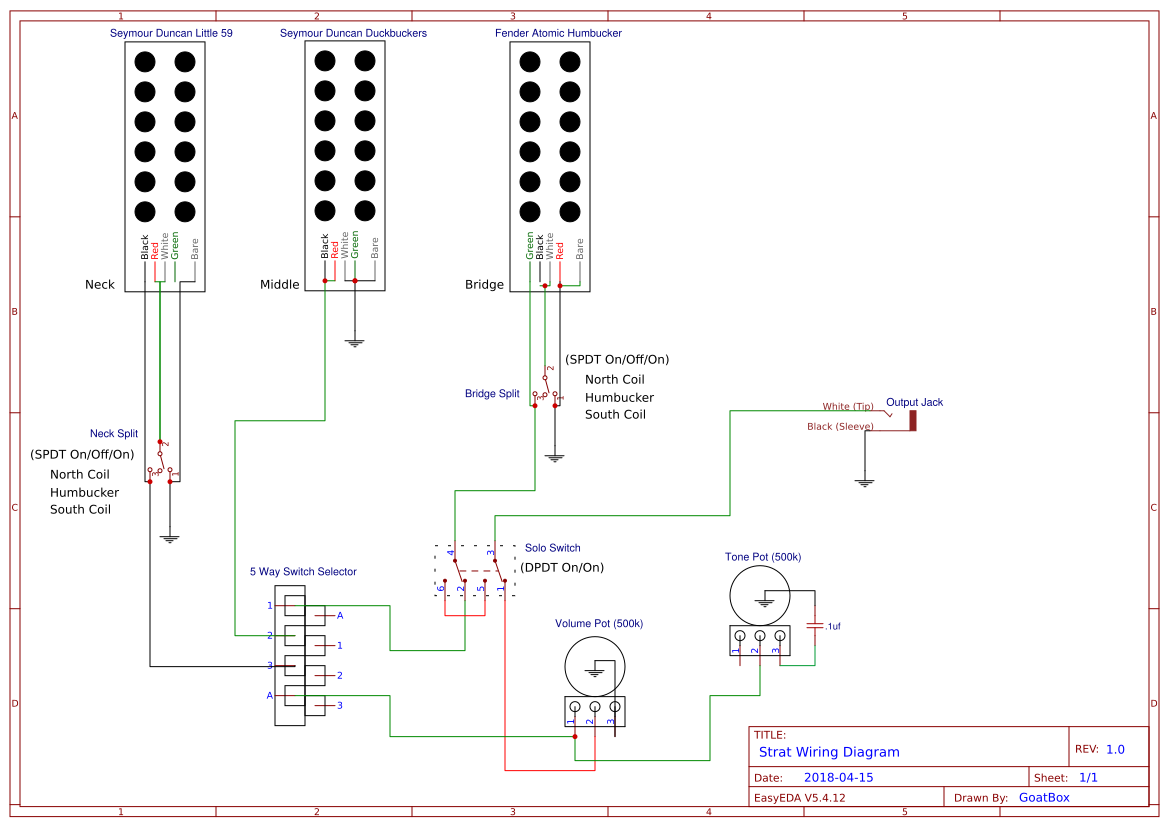 1 2 3 4 5
Seymour Duncan Little 59
Seymour Duncan Duckbuckers
Fender Atomic Humbucker
A A
Black Red White Green Bare
Black Red White Green Bare
Green Black White Red Bare
Neck
Middle
Bridge
B B
(SPDT On/Off/On)
North Coil
Humbucker
South Coil
Bridge Split
2
3 1
White (Tip)
Output Jack
Black (Sleeve)
Neck Split
(SPDT On/Off/On)
North Coil
Humbucker
South Coil
2
3 1
C C
Solo Switch
(DPDT On/On)
4 3
6 2 5 1
Tone Pot (500k)
.1uf
1 2 3
5 Way Switch Selector
1
A
2
1
3
2
A
3
Volume Pot (500k)
1 2 3
D D
TITLE:
Strat Wiring Diagram
REV: 1.0
Date: 2018-04-15
Sheet: 1/1
EasyEDA V5.4.12
Drawn By: GoatBox
1 2 3 4 5